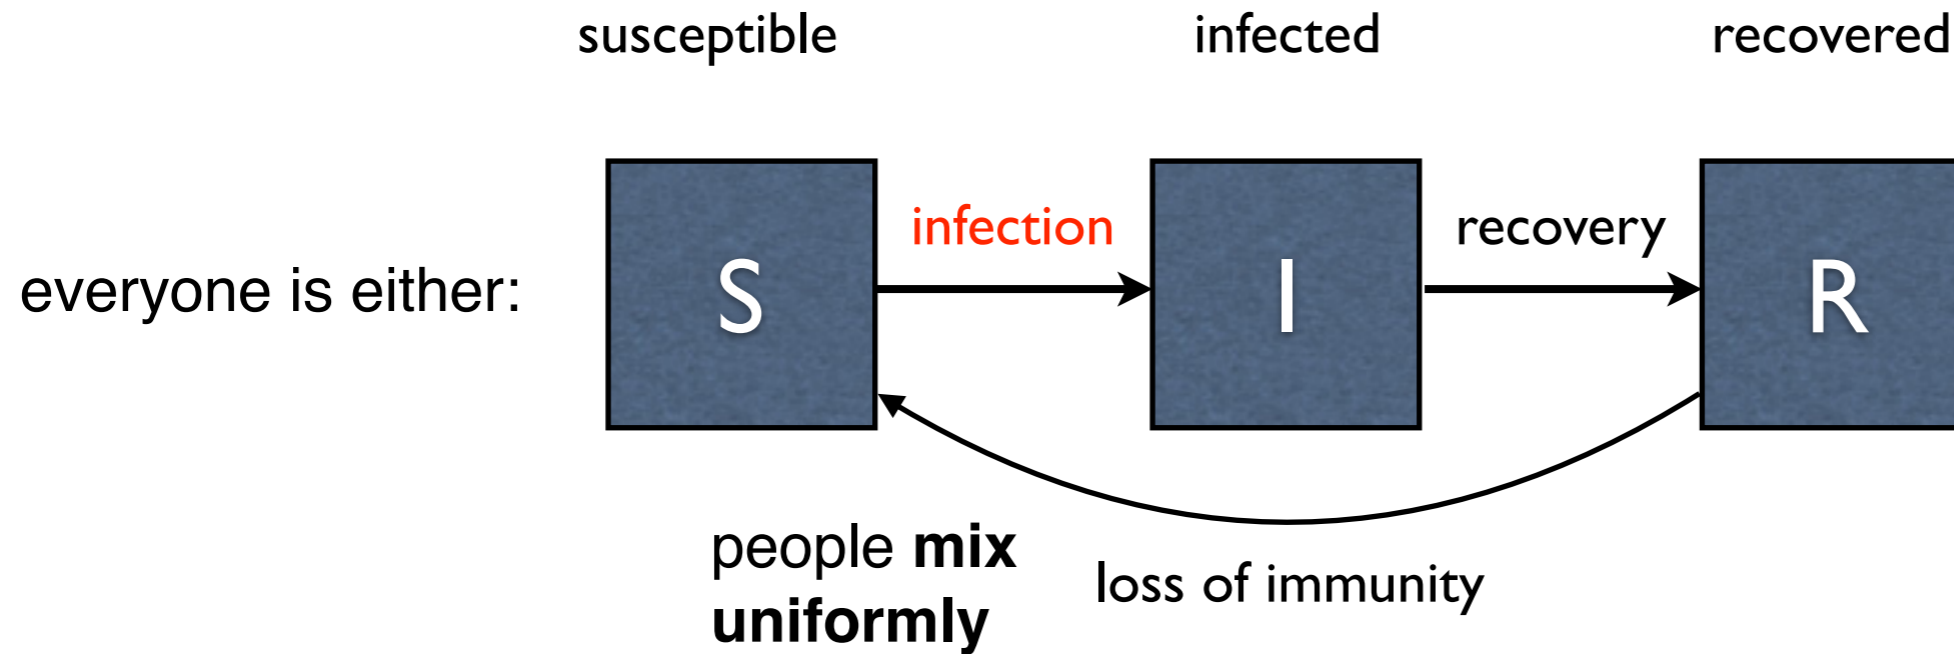 susceptible infected recovered
infection recovery
everyone is either: S I R
people mix
uniformly
loss of immunity